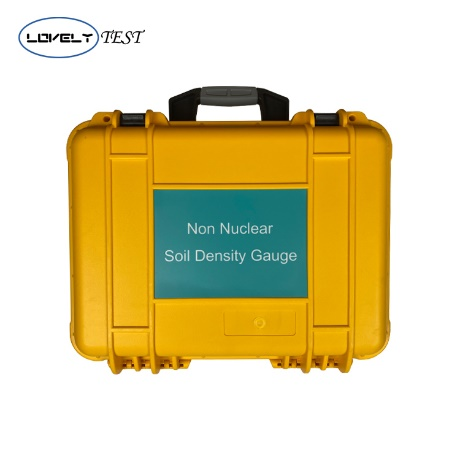 LOVELY TEST
Non Nuclear
Soil Density Gauge